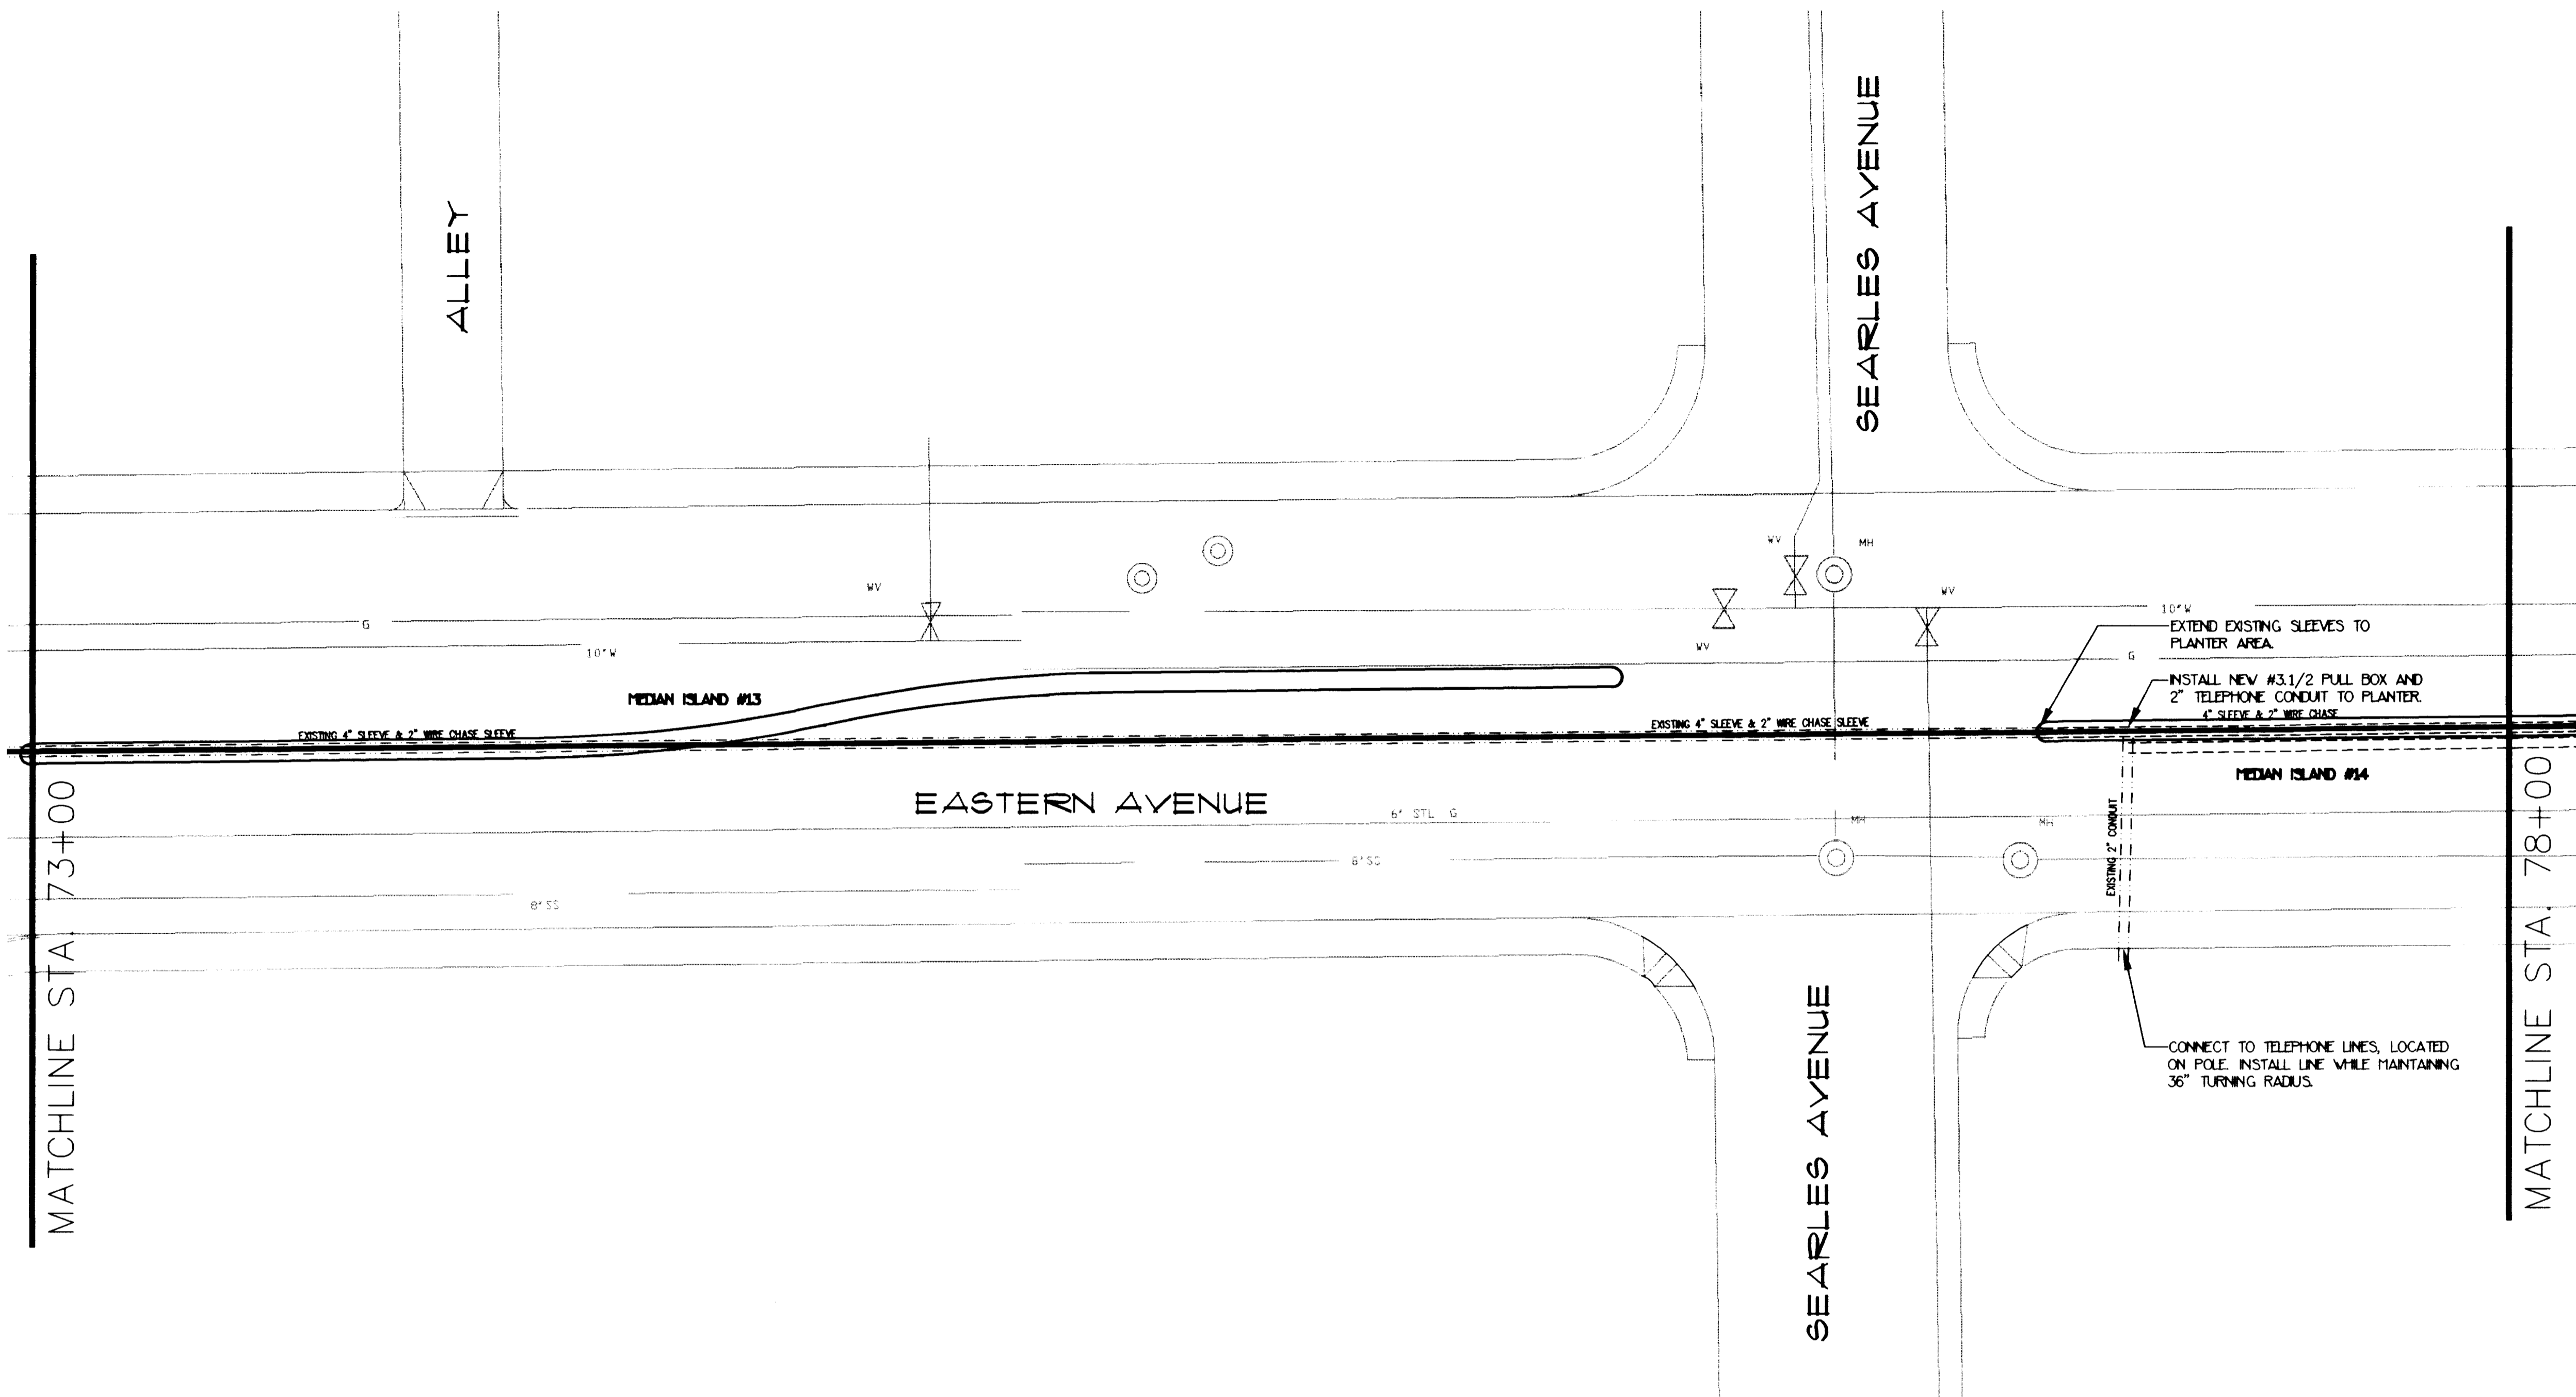 ALLEY
SEARLES AVENUE
WV
MH
WV
WV
WV
G
10"W
10"W
G
EXTEND EXISTING SLEEVES TO
PLANTER AREA.
INSTALL NEW #3.1/2 PULL BOX AND
2" TELEPHONE CONDUIT TO PLANTER.
4" SLEEVE & 2" WIRE CHASE
MEDIAN ISLAND #13
EXISTING 4" SLEEVE & 2" WIRE CHASE SLEEVE
EXISTING 4" SLEEVE & 2" WIRE CHASE SLEEVE
MEDIAN ISLAND #14
EASTERN AVENUE
6" STL G
MH
MH
8"SS
8"SS
EXISTING 2" CONDUIT
MATCHLINE STA. 73+00
MATCHLINE STA. 78+00
SEARLES AVENUE
CONNECT TO TELEPHONE LINES, LOCATED
ON POLE. INSTALL LINE WHILE MAINTAINING
36" TURNING RADIUS.